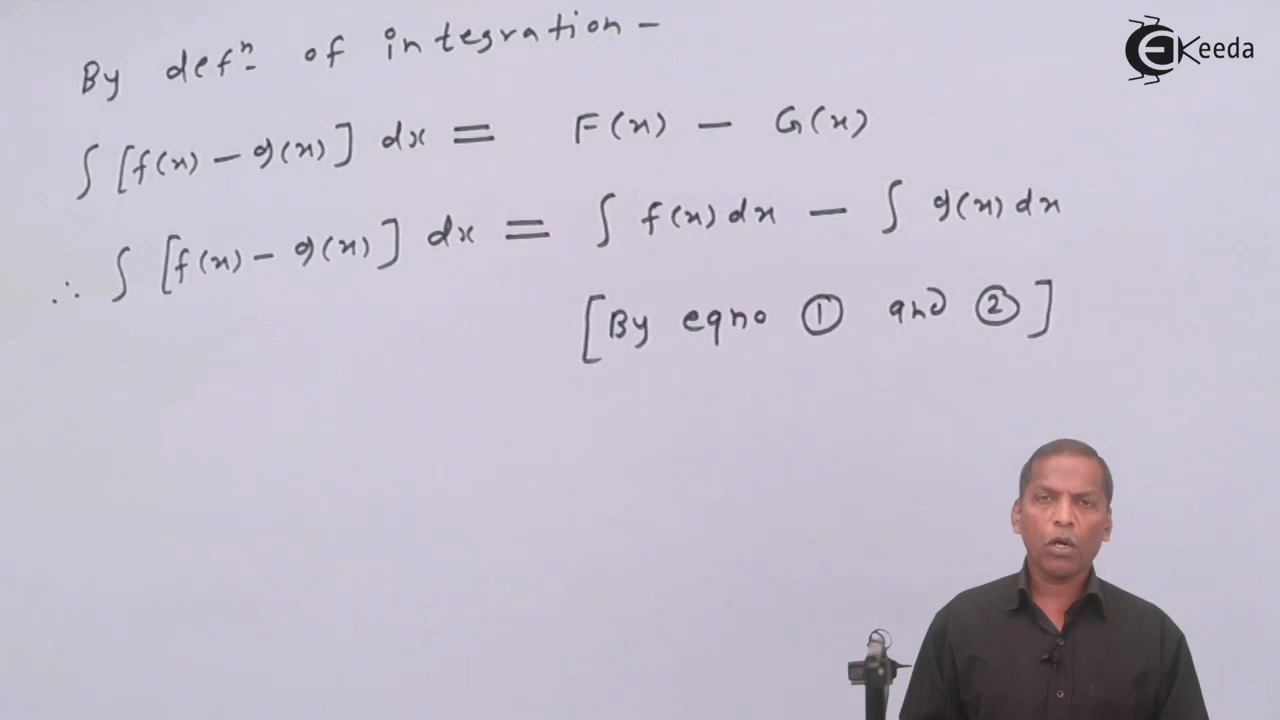 EKeeda
By defⁿ. of integration –
∫ [f(x) – g(x)] dx = F(x) – G(x)
∴ ∫ [f(x) – g(x)] dx = ∫ f(x) dx – ∫ g(x) dx
[By eqno ① and ②]